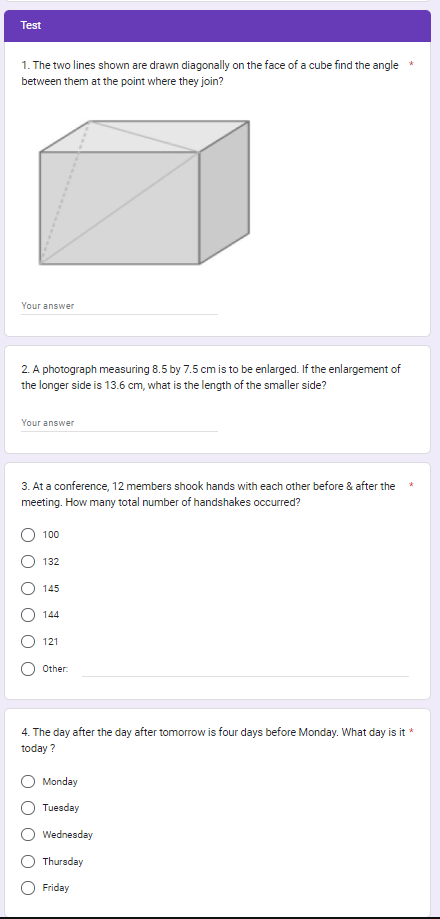 Test
1. The two lines shown are drawn diagonally on the face of a cube find the angle *
between them at the point where they join?
Your answer
2. A photograph measuring 8.5 by 7.5 cm is to be enlarged. If the enlargement of
the longer side is 13.6 cm, what is the length of the smaller side?
Your answer
3. At a conference, 12 members shook hands with each other before & after the *
meeting. How many total number of handshakes occurred?
100
132
145
144
121
Other:
4. The day after the day after tomorrow is four days before Monday. What day is it *
today ?
Monday
Tuesday
Wednesday
Thursday
Friday